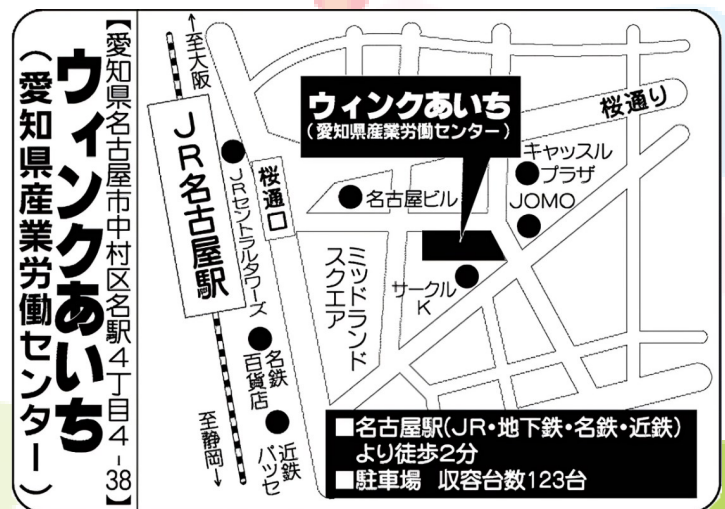 【愛知県名古屋市中村区名駅4丁目4-38】
ウィンクあいち
(愛知県産業労働センター)
←至大阪
JR名古屋駅
JRセントラルタワーズ
桜通口
名鉄
百貨店
近鉄
パッセ
至静岡→
ウィンクあいち
(愛知県産業労働センター)
桜通り
キャッスル
プラザ
JOMO
名古屋ビル
ミッドランド
スクエア
サークル
K
■名古屋駅(JR・地下鉄・名鉄・近鉄)
より徒歩2分
■駐車場 収容台数123台